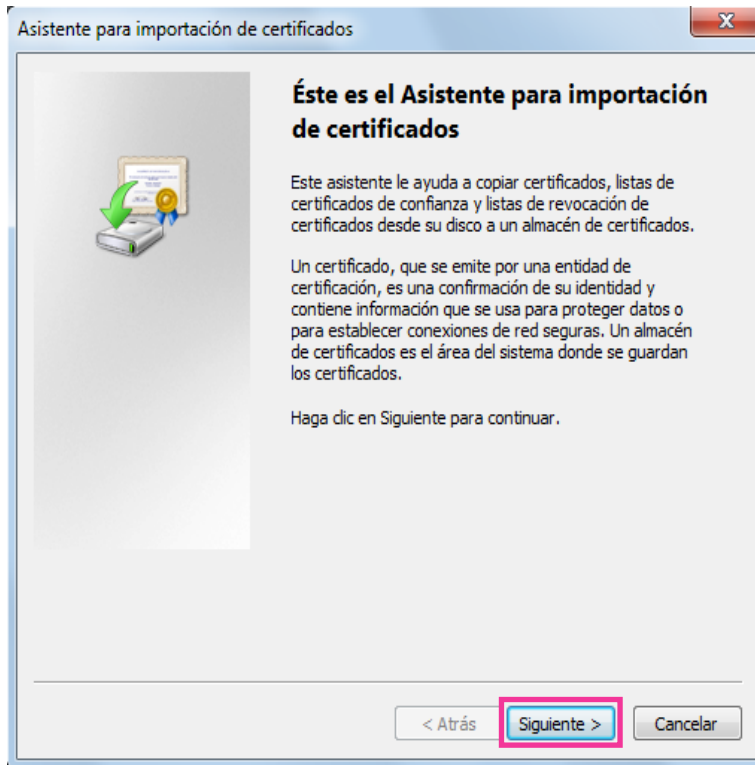 Asistente para importación de certificados
Éste es el Asistente para importación
de certificados
Este asistente le ayuda a copiar certificados, listas de
certificados de confianza y listas de revocación de
certificados desde su disco a un almacén de certificados.
Un certificado, que se emite por una entidad de
certificación, es una confirmación de su identidad y
contiene información que se usa para proteger datos o
para establecer conexiones de red seguras. Un almacén
de certificados es el área del sistema donde se guardan
los certificados.
Haga clic en Siguiente para continuar.
< Atrás Siguiente > Cancelar